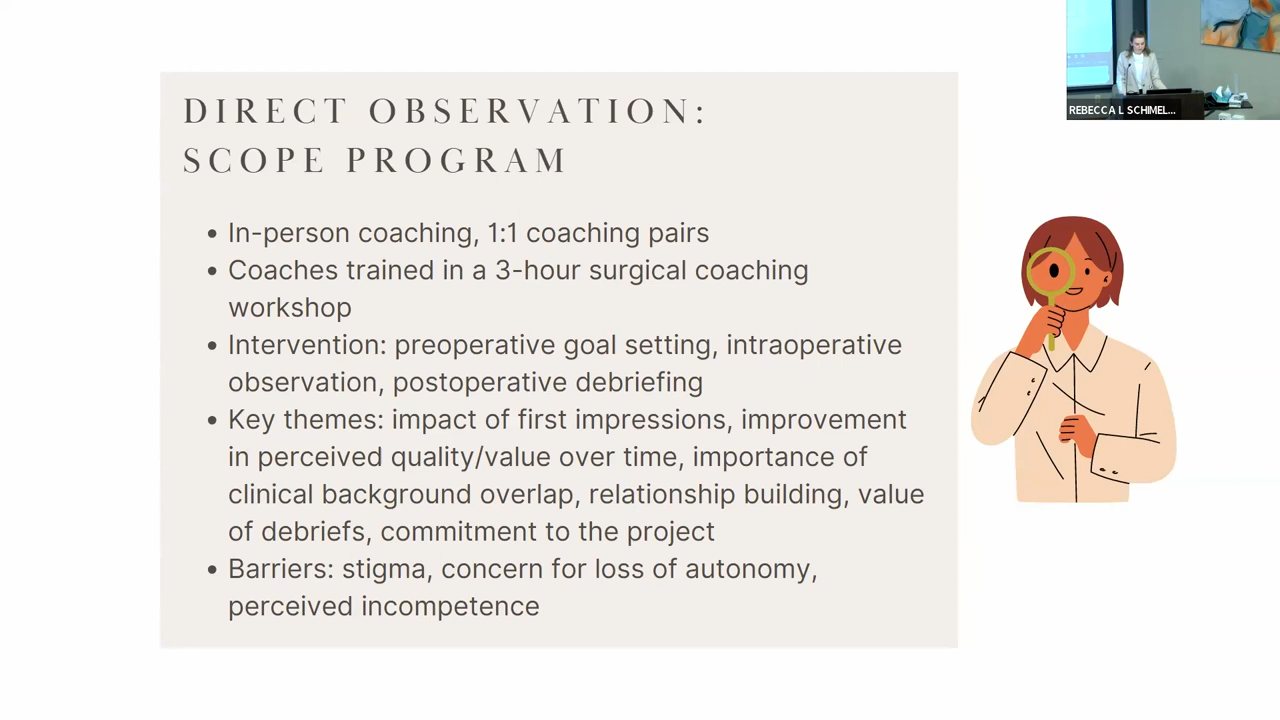 DIRECT OBSERVATION:
SCOPE PROGRAM
• In-person coaching, 1:1 coaching pairs
• Coaches trained in a 3-hour surgical coaching
workshop
• Intervention: preoperative goal setting, intraoperative
observation, postoperative debriefing
• Key themes: impact of first impressions, improvement
in perceived quality/value over time, importance of
clinical background overlap, relationship building, value
of debriefs, commitment to the project
• Barriers: stigma, concern for loss of autonomy,
perceived incompetence
REBECCA L SCHIMEL...